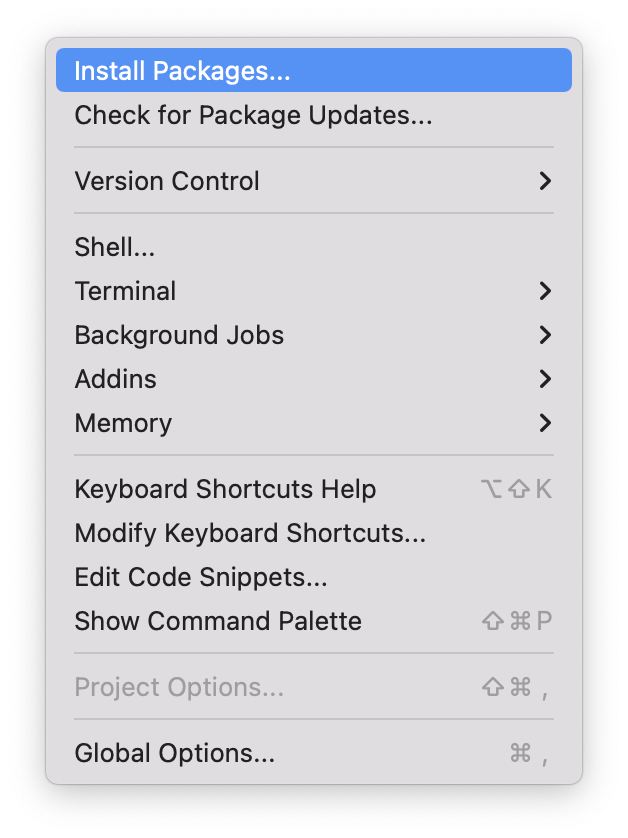 Install Packages...
Check for Package Updates...
Version Control
Shell...
Terminal
Background Jobs
Addins
Memory
Keyboard Shortcuts Help ⌥⇧K
Modify Keyboard Shortcuts...
Edit Code Snippets...
Show Command Palette ⇧⌘P
Project Options... ⇧⌘,
Global Options... ⌘,